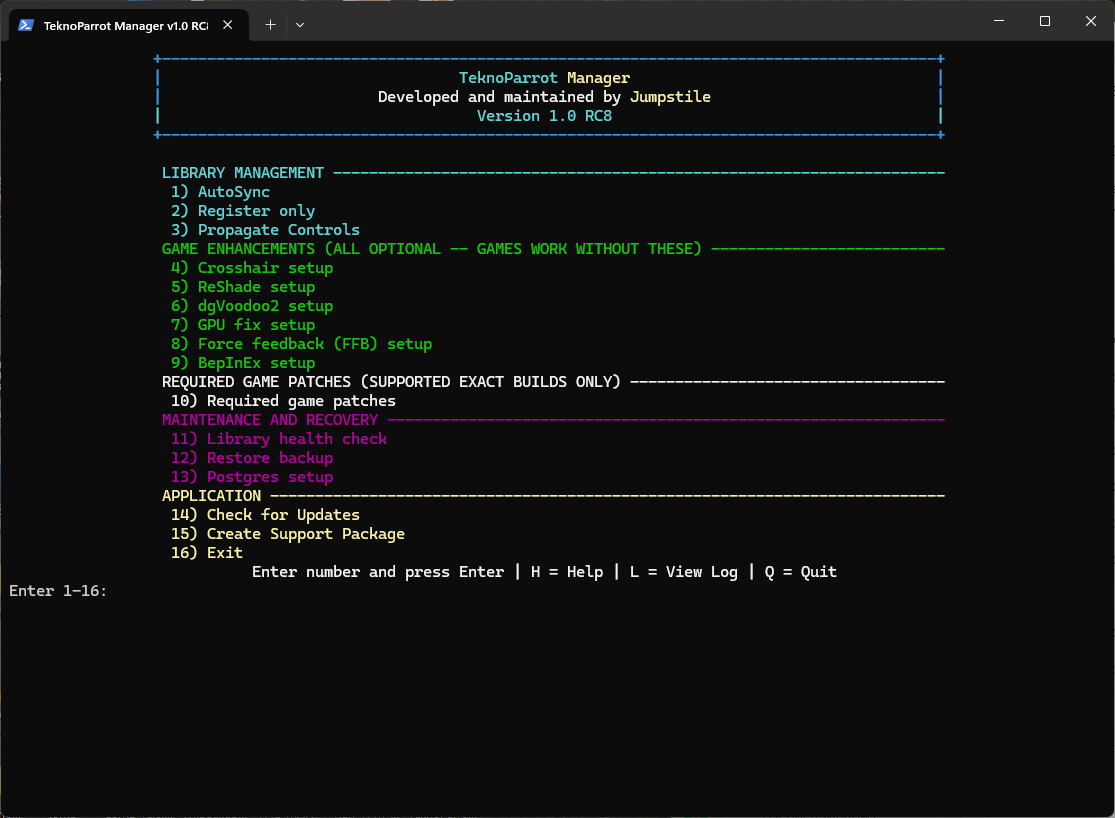 TeknoParrot Manager v1.0 RC8
TeknoParrot Manager
Developed and maintained by Jumpstile
Version 1.0 RC8
LIBRARY MANAGEMENT
1) AutoSync
2) Register only
3) Propagate Controls
GAME ENHANCEMENTS (ALL OPTIONAL -- GAMES WORK WITHOUT THESE)
4) Crosshair setup
5) ReShade setup
6) dgVoodoo2 setup
7) GPU fix setup
8) Force feedback (FFB) setup
9) BepInEx setup
REQUIRED GAME PATCHES (SUPPORTED EXACT BUILDS ONLY)
10) Required game patches
MAINTENANCE AND RECOVERY
11) Library health check
12) Restore backup
13) Postgres setup
APPLICATION
14) Check for Updates
15) Create Support Package
16) Exit
Enter number and press Enter | H = Help | L = View Log | Q = Quit
Enter 1-16: